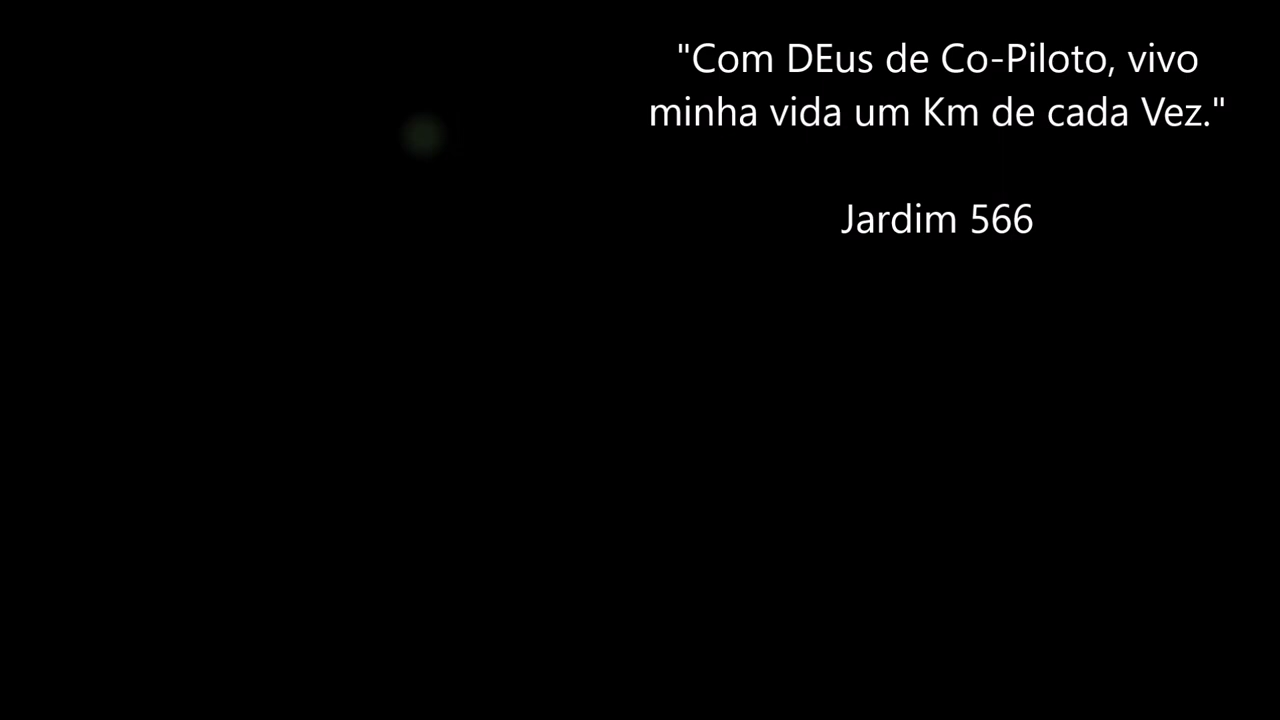 "Com DEus de Co-Piloto, vivo
minha vida um Km de cada Vez."
Jardim 566